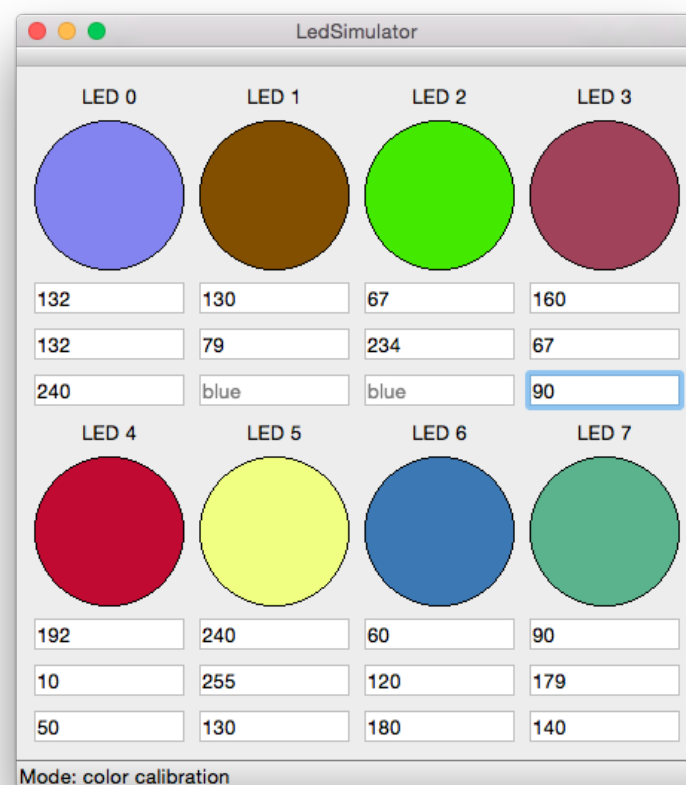 LedSimulator
LED 0 LED 1 LED 2 LED 3
132 130 67 160
132 79 234 67
240 blue blue 90
LED 4 LED 5 LED 6 LED 7
192 240 60 90
10 255 120 179
50 130 180 140
Mode: color calibration